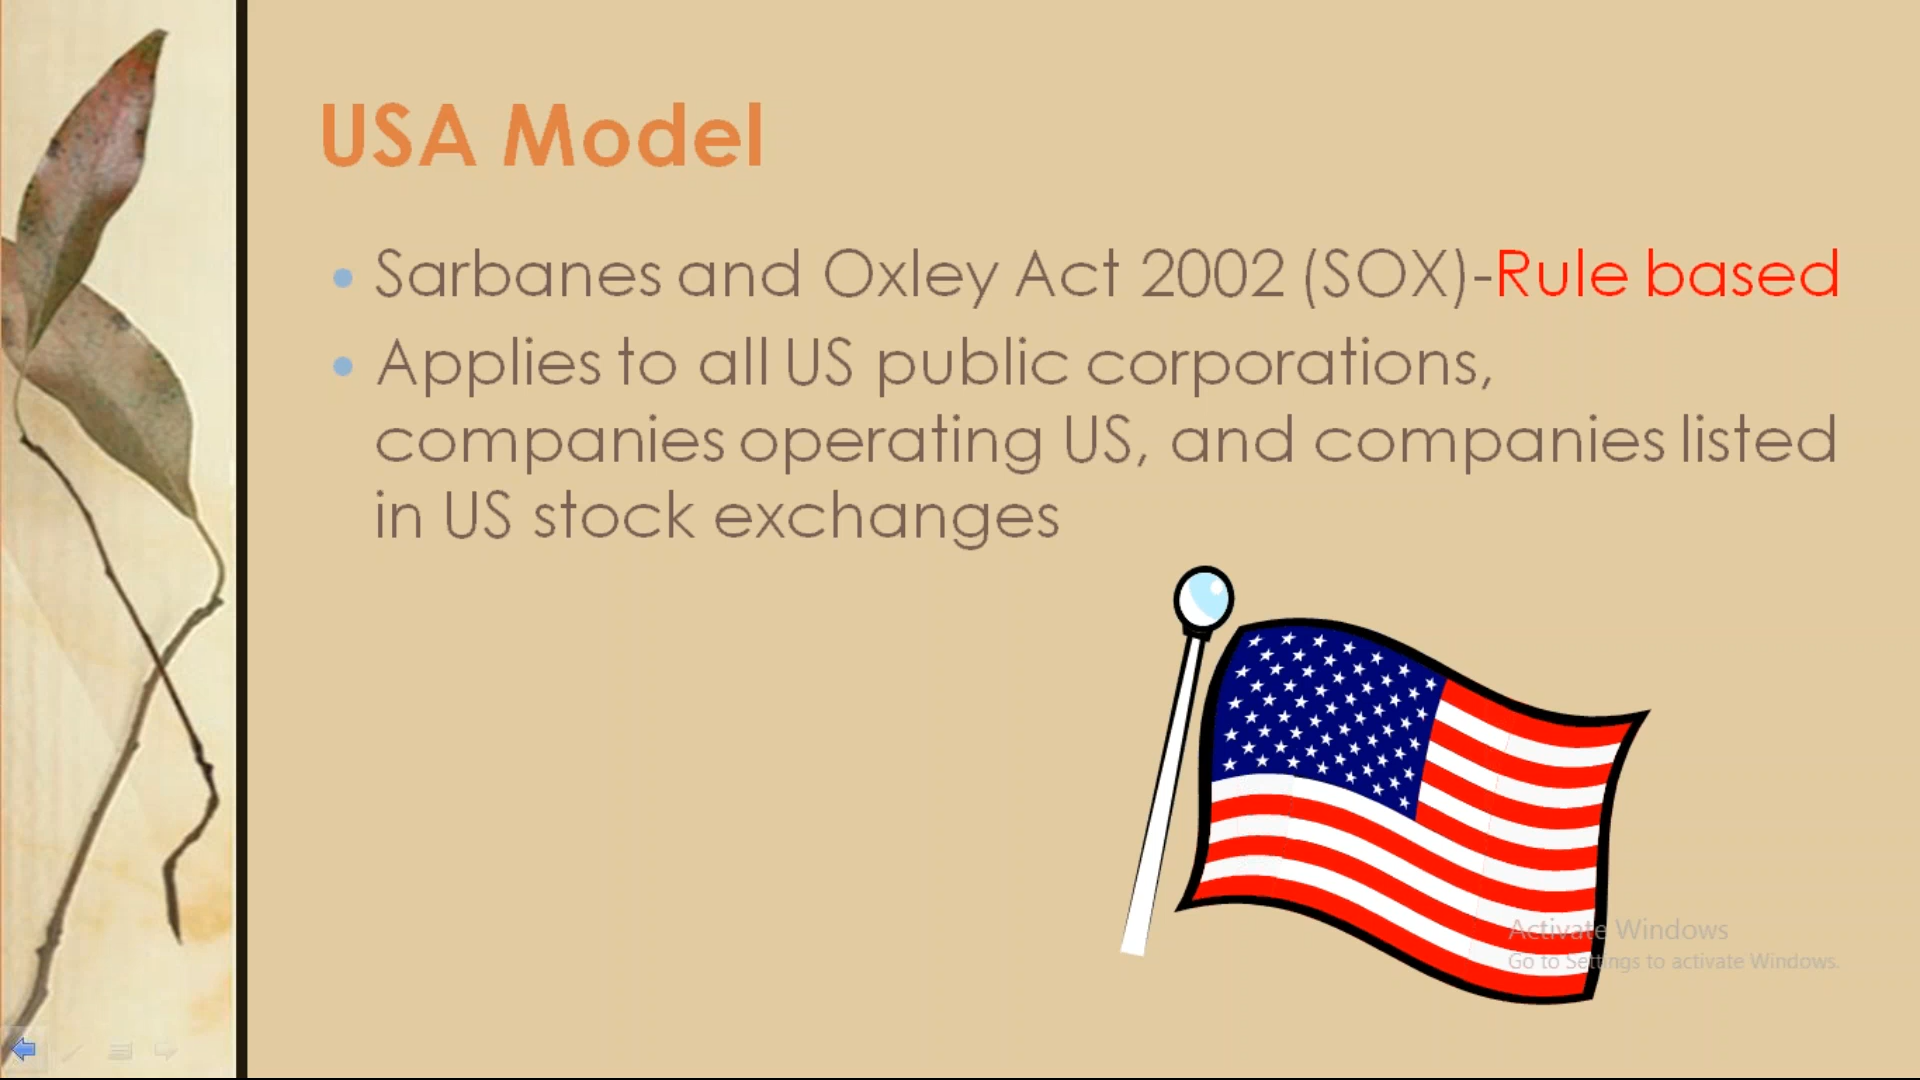 USA Model
Sarbanes and Oxley Act 2002 (SOX)-Rule based
Applies to all US public corporations,
companies operating US, and companies listed
in US stock exchanges
Activate Windows
Go to Settings to activate Windows.